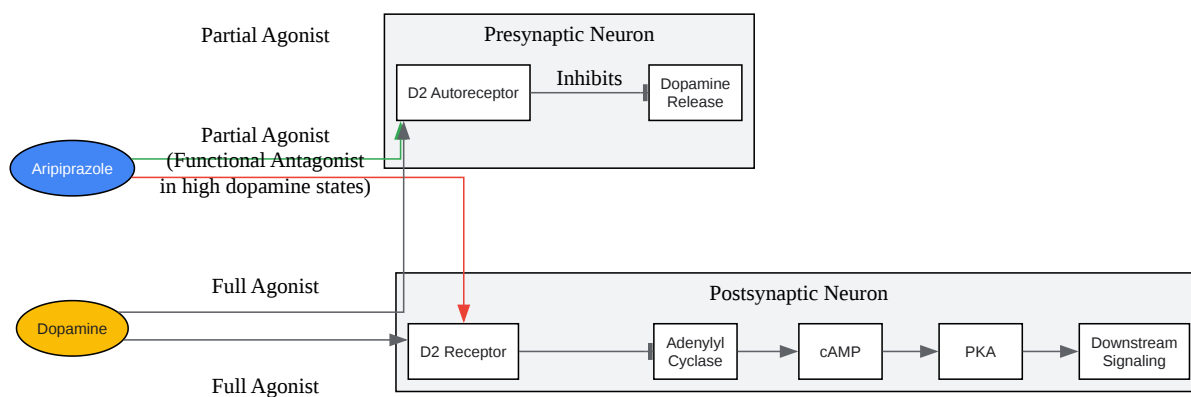 Partial Agonist
Presynaptic Neuron
D2 Autoreceptor
Inhibits
Dopamine
Release
Partial Agonist
(Functional Antagonist
in high dopamine states)
Aripiprazole
Full Agonist
Postsynaptic Neuron
Dopamine
D2 Receptor
Adenylyl
Cyclase
cAMP
PKA
Downstream
Signaling
Full Agonist